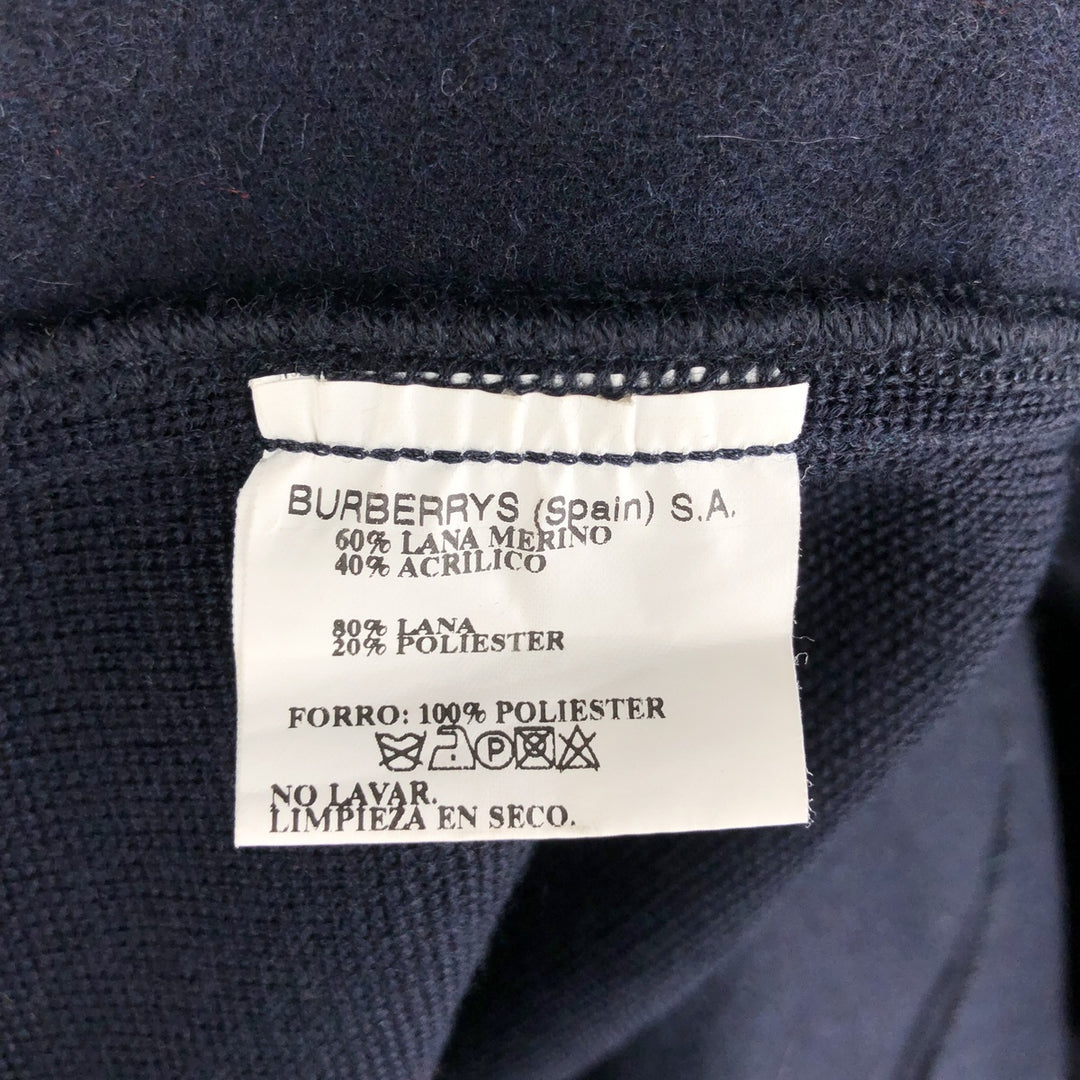 BURBERRYS (Spain) S.A.
60% LANA MERINO
40% ACRILICO
80% LANA
20% POLIESTER
FORRO: 100% POLIESTER
P
NO LAVAR.
LIMPIEZA EN SECO.